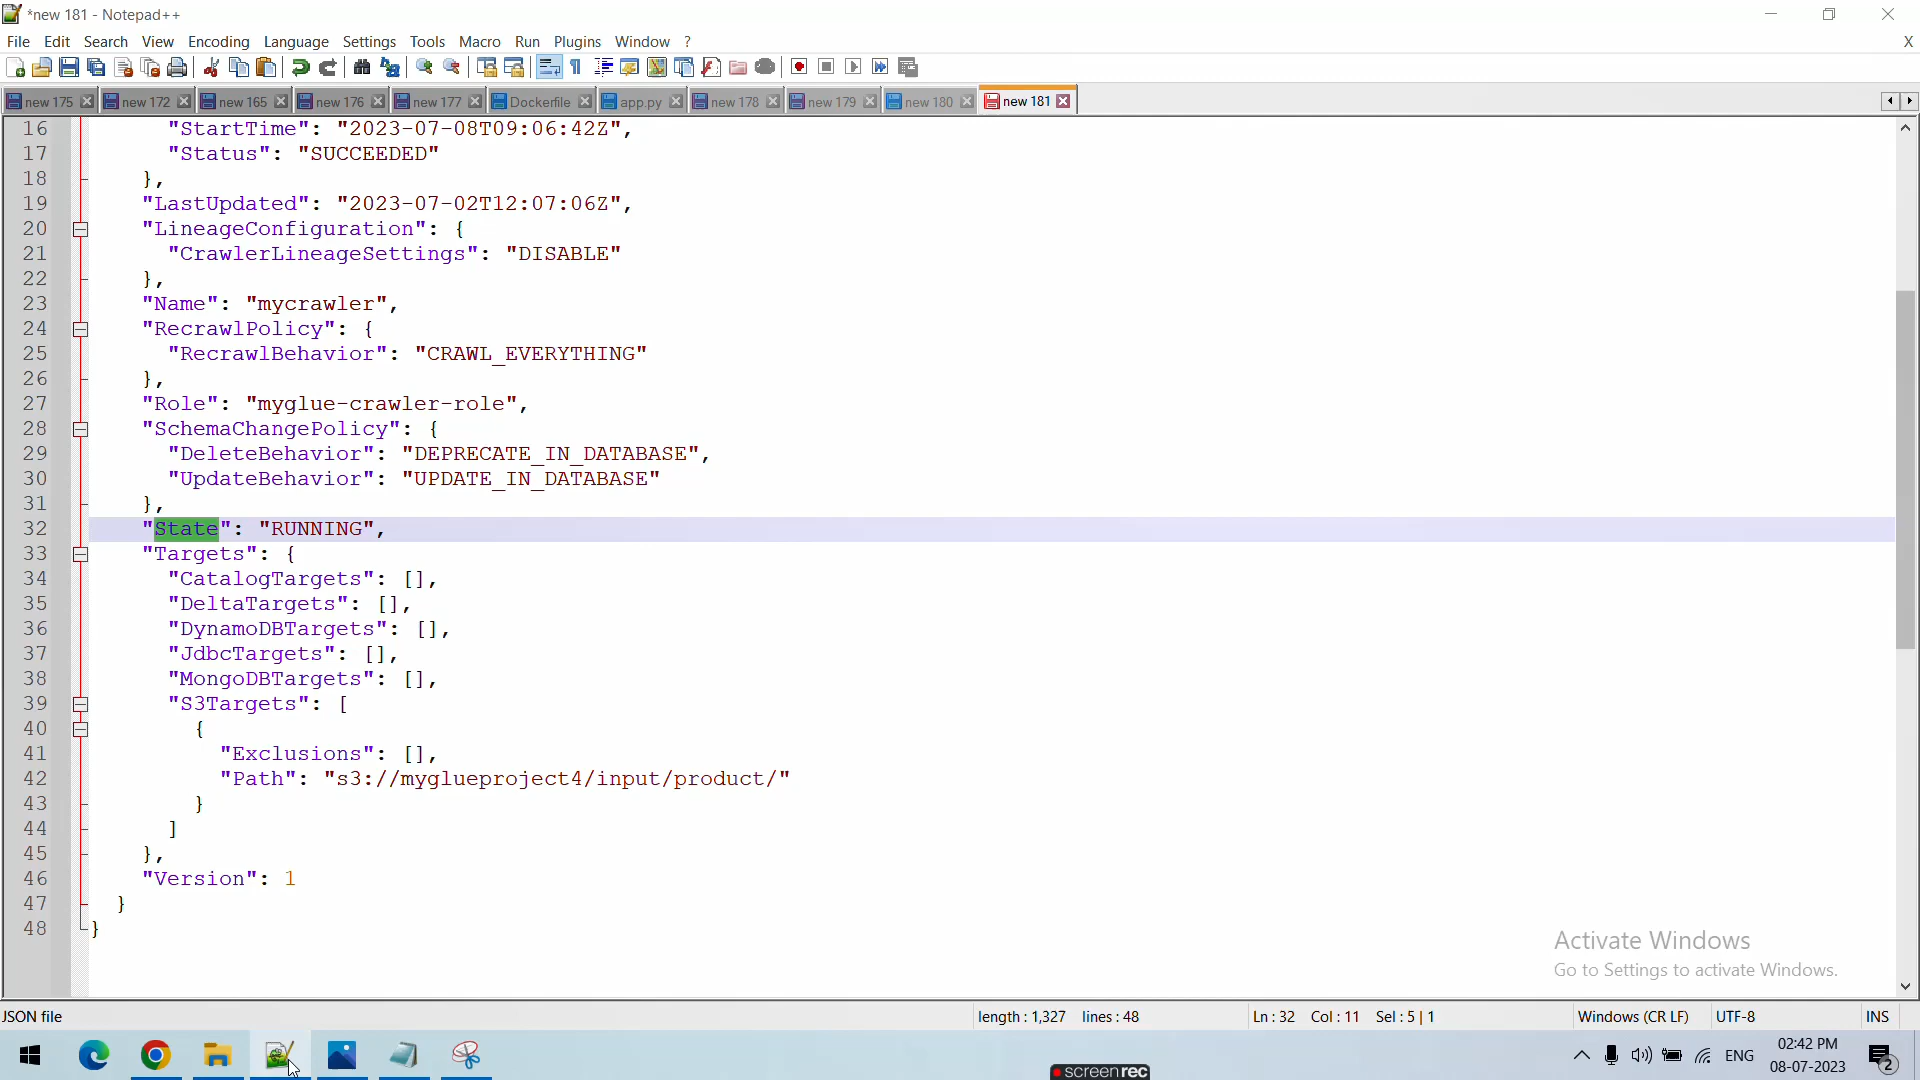 *new 181 - Notepad++
File Edit Search View Encoding Language Settings Tools Macro Run Plugins Window ? X
new 175 new 172 new 165 new 176 new 177 Dockerfile app.py new 178 new 179 new 180 new 181
16 "StartTime": "2023-07-08T09:06:42Z",
17 "Status": "SUCCEEDED"
18 },
19 "LastUpdated": "2023-07-02T12:07:06Z",
20 "LineageConfiguration": {
21 "CrawlerLineageSettings": "DISABLE"
22 },
23 "Name": "mycrawler",
24 "RecrawlPolicy": {
25 "RecrawlBehavior": "CRAWL_EVERYTHING"
26 },
27 "Role": "myglue-crawler-role",
28 "SchemaChangePolicy": {
29 "DeleteBehavior": "DEPRECATE_IN_DATABASE",
30 "UpdateBehavior": "UPDATE_IN_DATABASE"
31 },
32 "State": "RUNNING",
33 "Targets": {
34 "CatalogTargets": [],
35 "DeltaTargets": [],
36 "DynamoDBTargets": [],
37 "JdbcTargets": [],
38 "MongoDBTargets": [],
39 "S3Targets": [
40 {
41 "Exclusions": [],
42 "Path": "s3://myglueproject4/input/product/"
43 }
44 ]
45 },
46 "Version": 1
47 }
48 }
Activate Windows
Go to Settings to activate Windows.
JSON file length : 1,327 lines : 48 Ln : 32 Col : 11 Sel : 5 | 1 Windows (CR LF) UTF-8 INS
ENG 02:42 PM
08-07-2023 2
screenrec